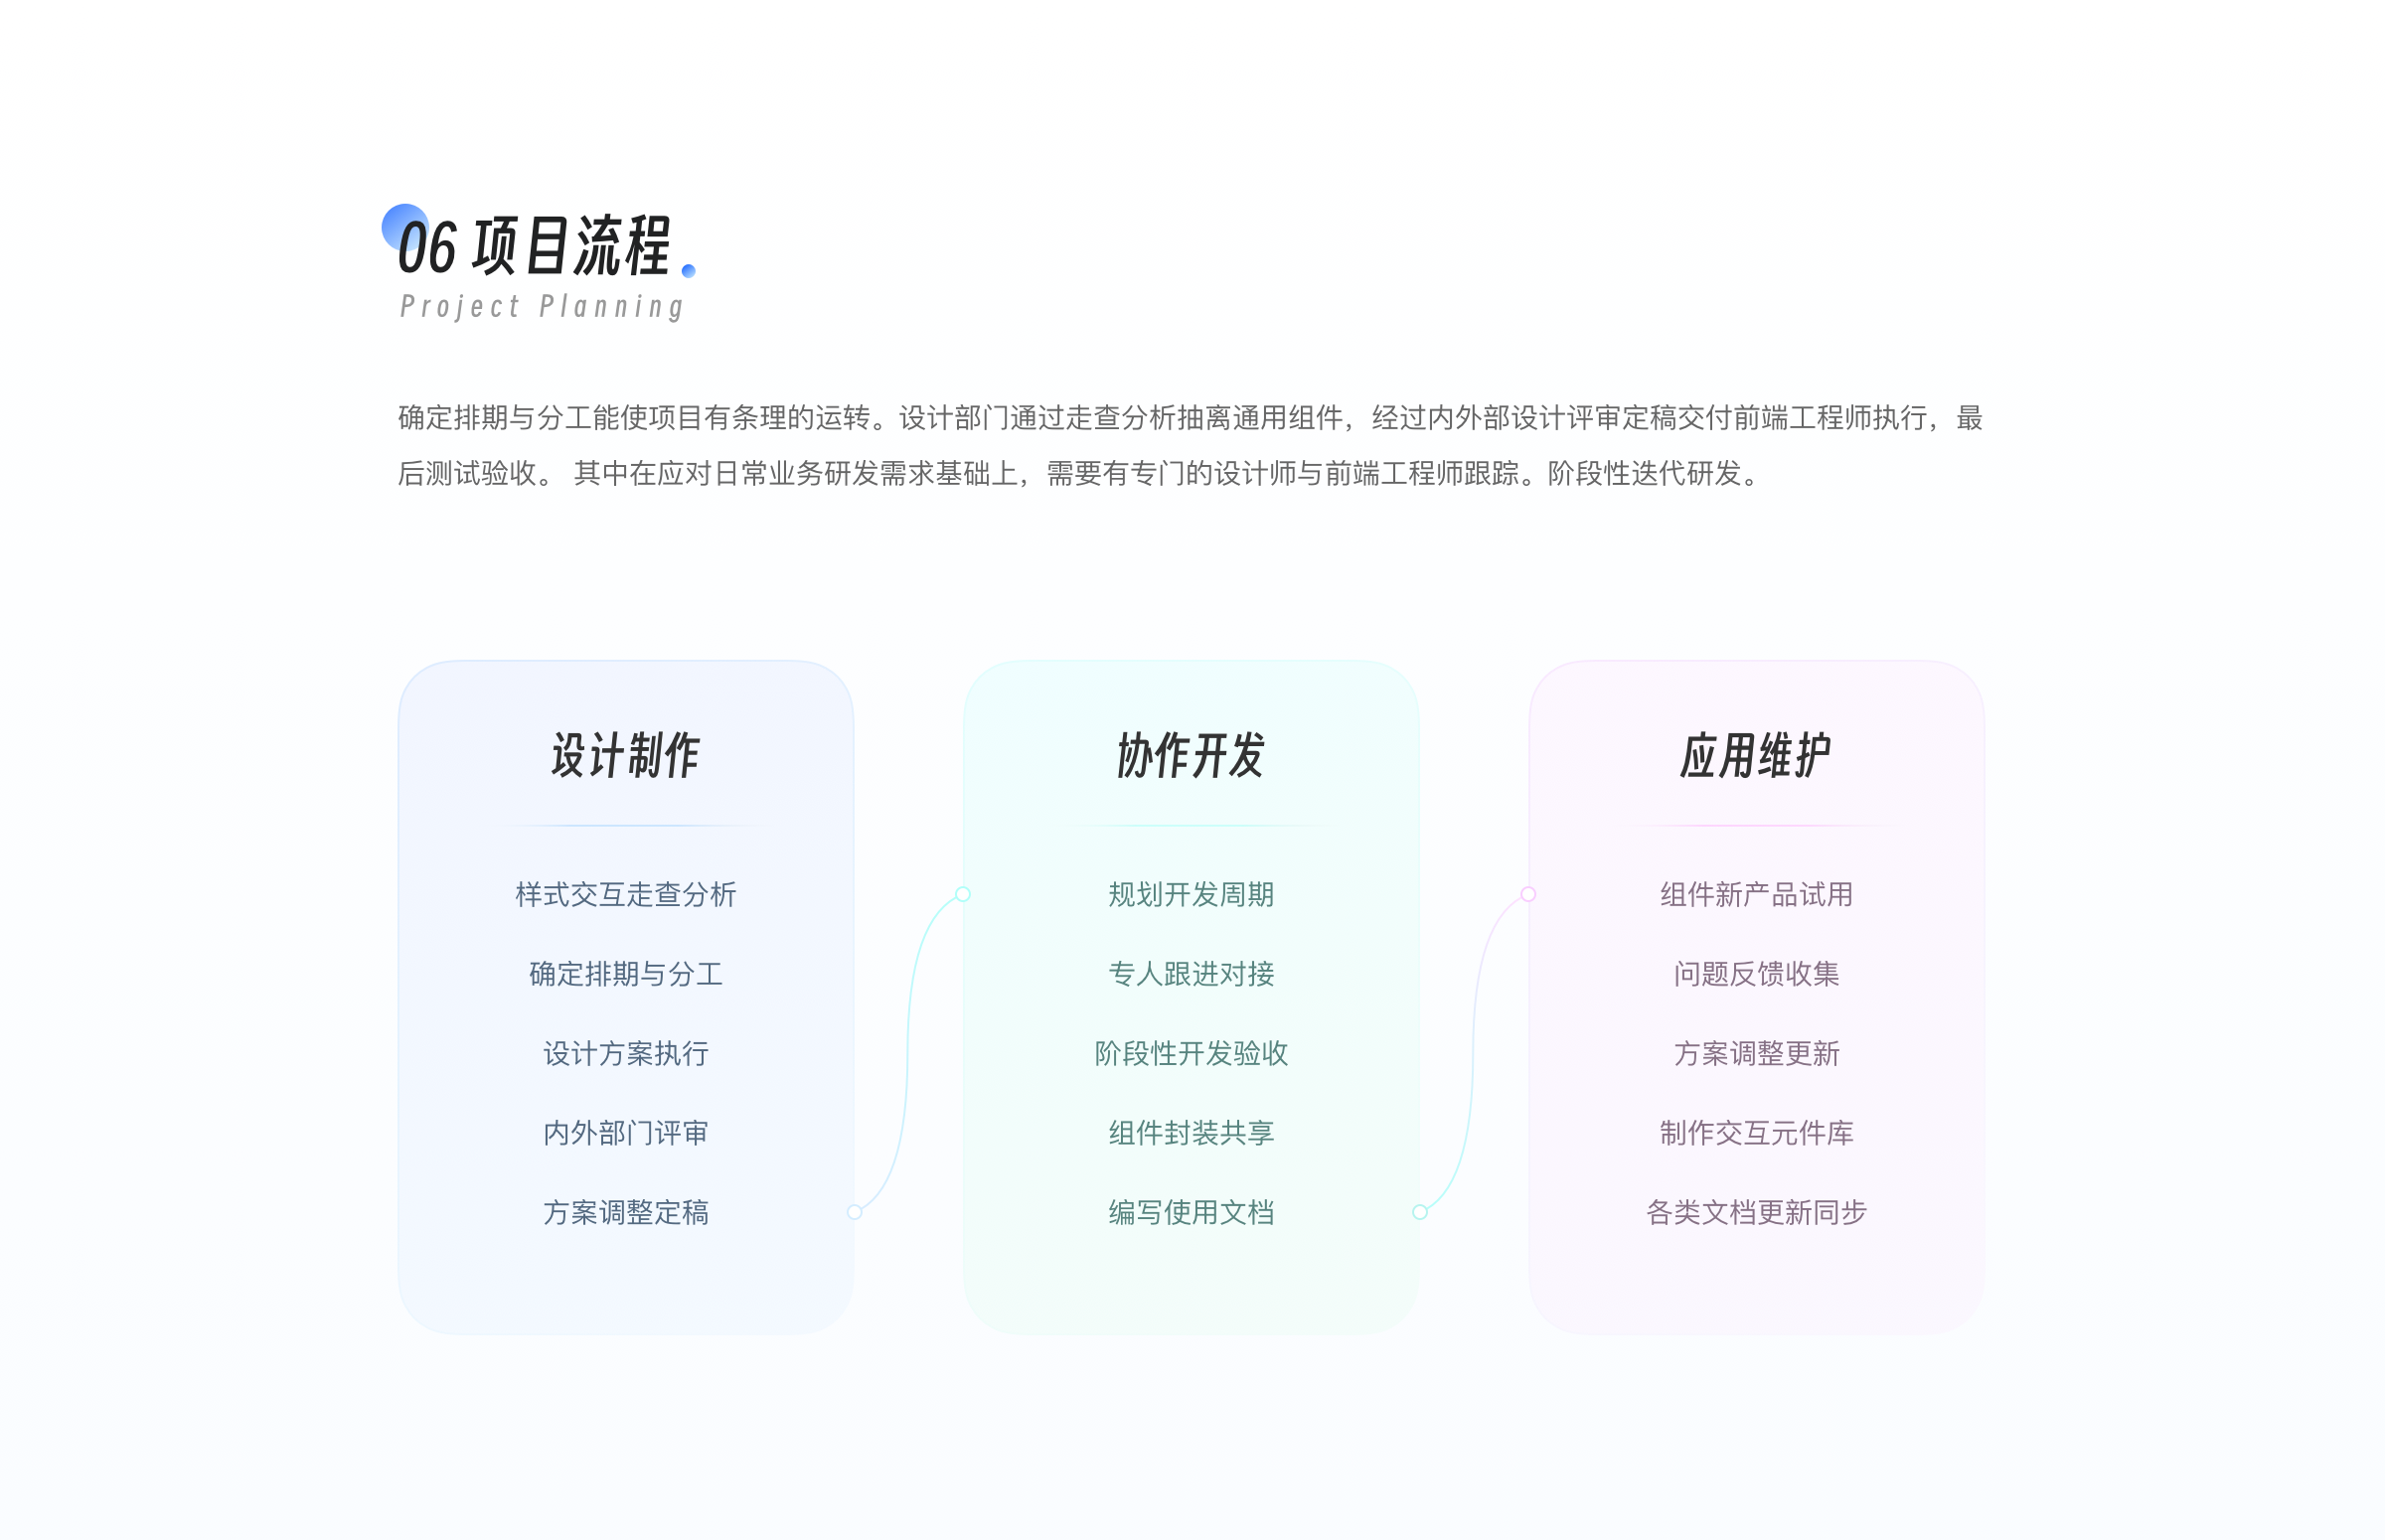 06 项目流程
Project Planning
确定排期与分工能使项目有条理的运转。设计部门通过走查分析抽离通用组件，经过内外部设计评审定稿交付前端工程师执行，最
后测试验收。 其中在应对日常业务研发需求基础上，需要有专门的设计师与前端工程师跟踪。阶段性迭代研发。
设计制作
样式交互走查分析
确定排期与分工
设计方案执行
内外部门评审
方案调整定稿
协作开发
规划开发周期
专人跟进对接
阶段性开发验收
组件封装共享
编写使用文档
应用维护
组件新产品试用
问题反馈收集
方案调整更新
制作交互元件库
各类文档更新同步